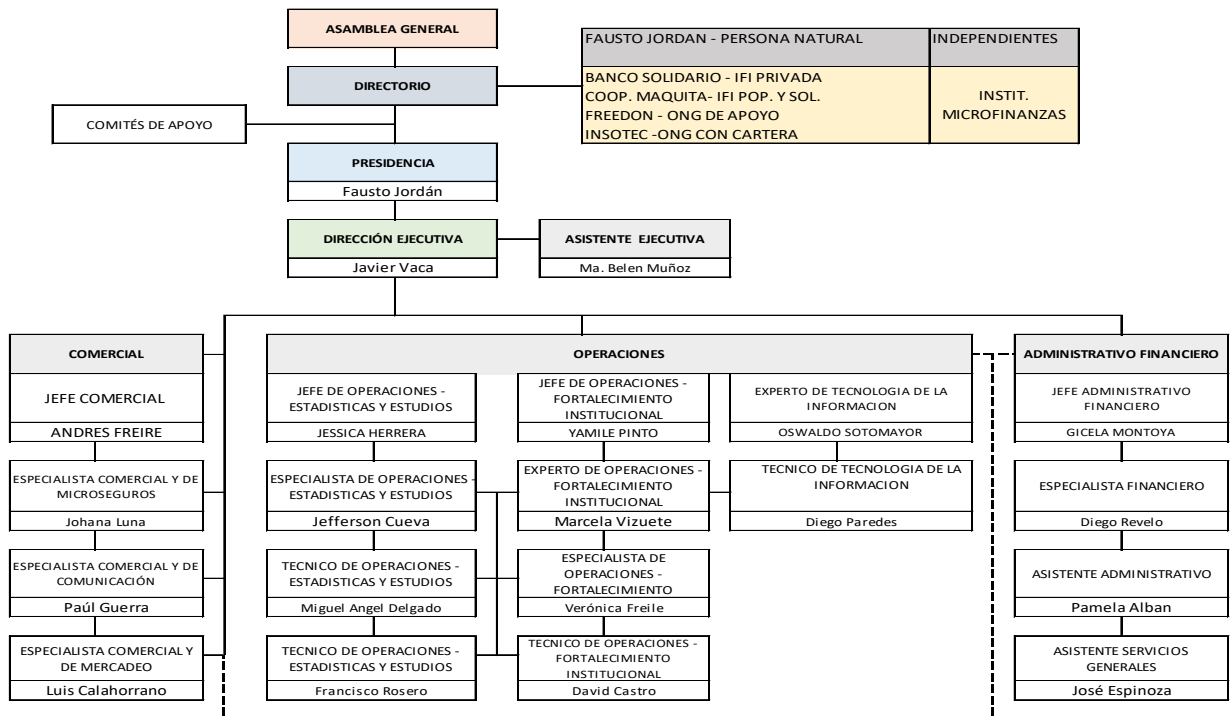 ASAMBLEA GENERAL
DIRECTORIO
FAUSTO JORDAN - PERSONA NATURAL
INDEPENDIENTES
BANCO SOLIDARIO - IFI PRIVADA
COOP. MAQUITA- IFI POP. Y SOL.
FREEDON - ONG DE APOYO
INSOTEC -ONG CON CARTERA
INSTIT.
MICROFINANZAS
COMITÉS DE APOYO
PRESIDENCIA
Fausto Jordán
DIRECCIÓN EJECUTIVA
Javier Vaca
ASISTENTE EJECUTIVA
Ma. Belen Muñoz
COMERCIAL
JEFE COMERCIAL
ANDRES FREIRE
ESPECIALISTA COMERCIAL Y DE
MICROSEGUROS
Johana Luna
ESPECIALISTA COMERCIAL Y DE
COMUNICACIÓN
Paúl Guerra
ESPECIALISTA COMERCIAL Y
DE MERCADEO
Luis Calahorrano
OPERACIONES
JEFE DE OPERACIONES -
ESTADISTICAS Y ESTUDIOS
JESSICA HERRERA
ESPECIALISTA DE OPERACIONES -
ESTADISTICAS Y ESTUDIOS
Jefferson Cueva
TECNICO DE OPERACIONES -
ESTADISTICAS Y ESTUDIOS
Miguel Angel Delgado
TECNICO DE OPERACIONES -
ESTADISTICAS Y ESTUDIOS
Francisco Rosero
JEFE DE OPERACIONES -
FORTALECIMIENTO
INSTITUCIONAL
YAMILE PINTO
EXPERTO DE OPERACIONES -
FORTALECIMIENTO
INSTITUCIONAL
Marcela Vizuete
ESPECIALISTA DE
OPERACIONES -
FORTALECIMIENTO
Verónica Freile
TECNICO DE OPERACIONES -
FORTALECIMIENTO
INSTITUCIONAL
David Castro
EXPERTO DE TECNOLOGIA DE LA
INFORMACION
OSWALDO SOTOMAYOR
TECNICO DE TECNOLOGIA DE LA
INFORMACION
Diego Paredes
ADMINISTRATIVO FINANCIERO
JEFE ADMINISTRATIVO
FINANCIERO
GICELA MONTOYA
ESPECIALISTA FINANCIERO
Diego Revelo
ASISTENTE ADMINISTRATIVO
Pamela Alban
ASISTENTE SERVICIOS
GENERALES
José Espinoza